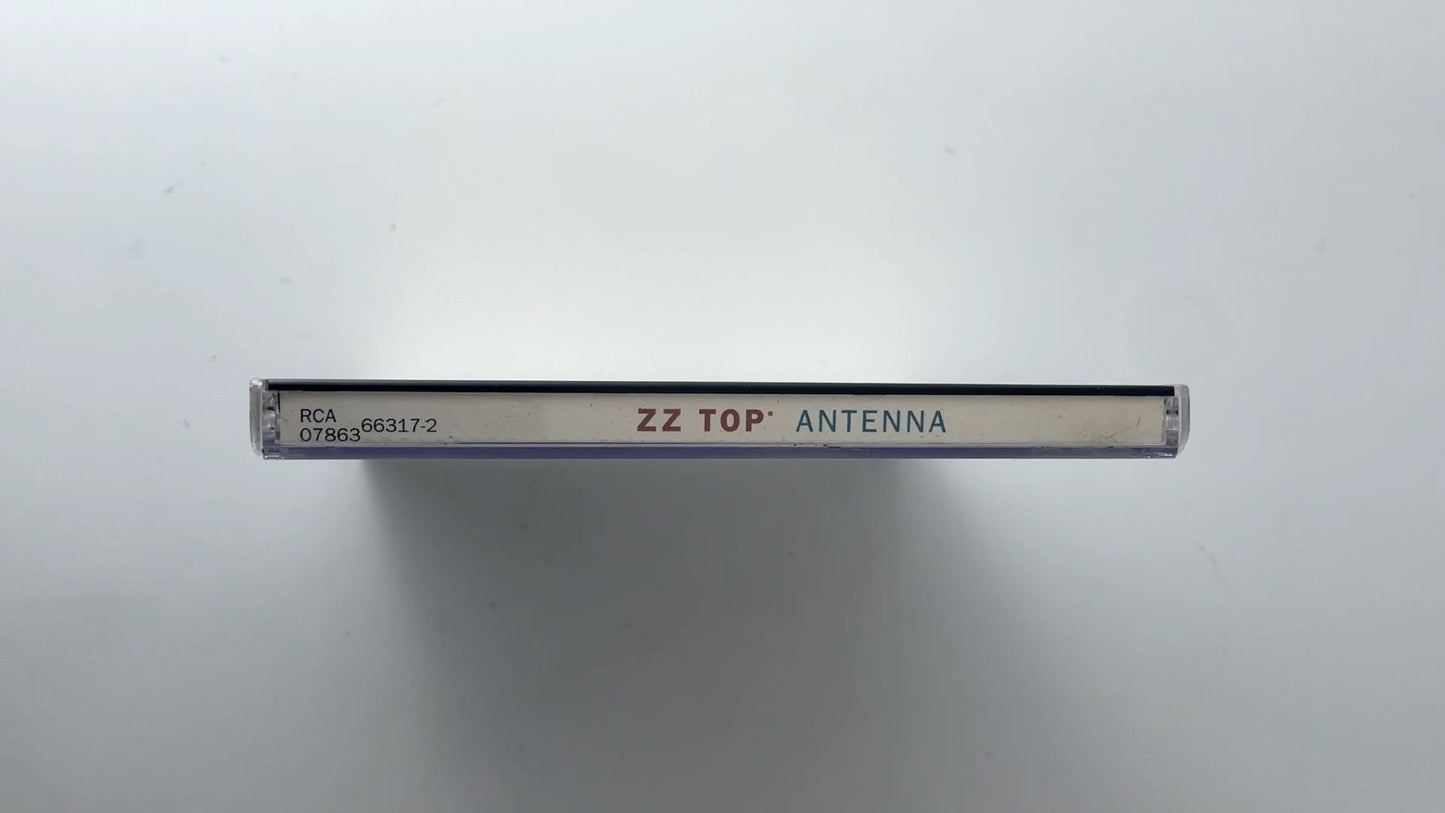 RCA
07863 66317-2
ZZ TOP ANTENNA